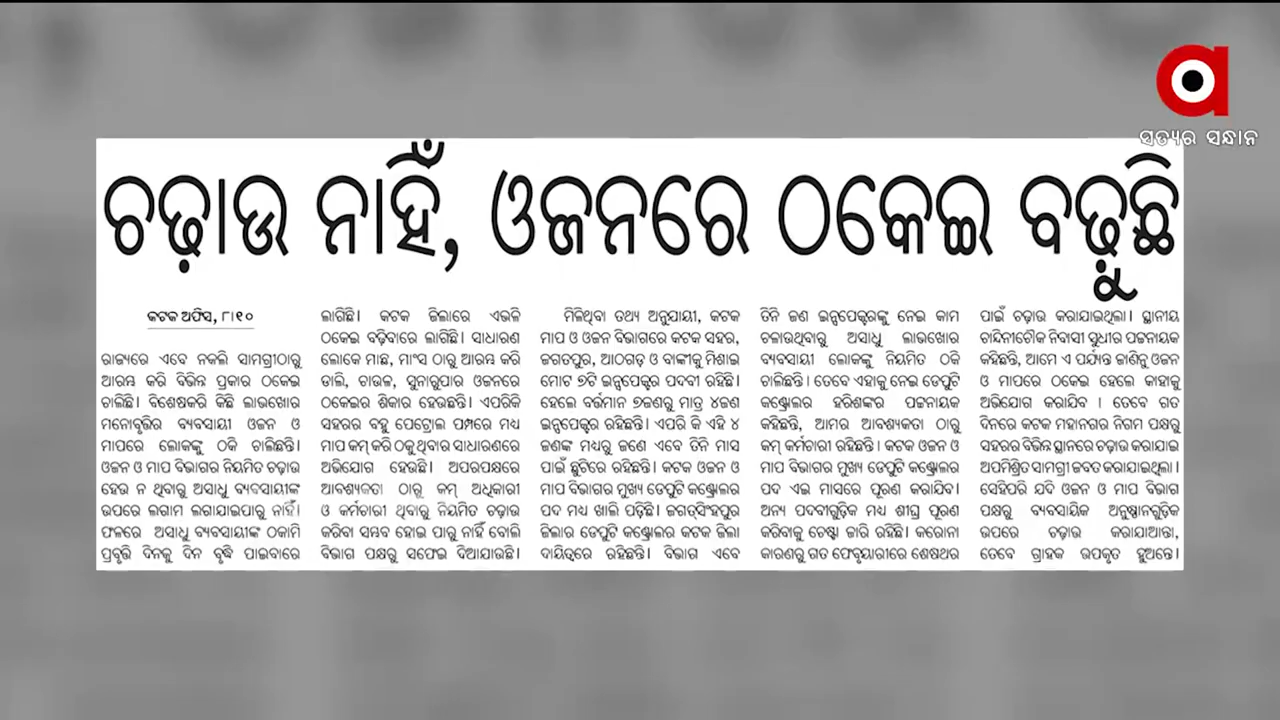 ସତ୍ୟର ସନ୍ଧାନ
ଚଢ଼ାଉ ନାହିଁ, ଓଜନରେ ଠକେଇ ବଢୁଛି
କଟକ ଅଫିସ, ୮।୧୦
ରାଜ୍ୟରେ ଏବେ ନକଲି ସାମଗ୍ରୀଠାରୁ
ଆରମ୍ଭ କରି ବିଭିନ୍ନ ପ୍ରକାର ଠକେଇ
ଚାଲିଛି। ବିଶେଷକରି କିଛି ଲାଭଖୋର
ମନୋବୃତ୍ତିର ବ୍ୟବସାୟୀ ଓଜନ ଓ
ମାପରେ ଲୋକଙ୍କୁ ଠକି ଚାଲିଛନ୍ତି।
ଓଜନ ଓ ମାପ ବିଭାଗର ନିୟମିତ ଚଢ଼ାଉ
ହେଉ ନ ଥିବାରୁ ଅସାଧୁ ବ୍ୟବସାୟୀଙ୍କ
ଉପରେ ଲଗାମ ଲଗାଯାଇପାରୁ ନାହିଁ।
ଫଳରେ ଅସାଧୁ ବ୍ୟବସାୟୀଙ୍କ ଠକାମି
ପ୍ରବୃତ୍ତି ଦିନକୁ ଦିନ ବୃଦ୍ଧି ପାଇବାରେ
ଲାଗିଛି। କଟକ ଜିଲାରେ ଏଭଳି
ଠକେଇ ବଢ଼ିବାରେ ଲାଗିଛି। ସାଧାରଣ
ଲୋକେ ମାଛ, ମାଂସ ଠାରୁ ଆରମ୍ଭ କରି
ଡାଲି, ଚାଉଳ, ସୁନାରୁପାର ଓଜନରେ
ଠକେଇର ଶିକାର ହେଉଛନ୍ତି। ଏପରିକି
ସହରର ବହୁ ପେଟ୍ରୋଲ ପମ୍ପରେ ମଧ୍ୟ
ମାପ କମ୍ କରି ଠକୁଥିବାର ସାଧାରଣରେ
ଅଭିଯୋଗ ହେଉଛି। ଅପରପକ୍ଷରେ
ଆବଶ୍ୟକତା ଠାରୁ କମ୍ ଅଧିକାରୀ
ଓ କର୍ମଚାରୀ ଥିବାରୁ ନିୟମିତ ଚଢ଼ାଉ
କରିବା ସମ୍ଭବ ହୋଇ ପାରୁ ନାହିଁ ବୋଲି
ବିଭାଗ ପକ୍ଷରୁ ସଫେଇ ଦିଆଯାଉଛି।
ମିଳିଥିବା ତଥ୍ୟ ଅନୁଯାୟୀ, କଟକ
ମାପ ଓ ଓଜନ ବିଭାଗରେ କଟକ ସହର,
ଜଗତପୁର, ଆଠଗଡ଼ ଓ ବାଙ୍କୀକୁ ମିଶାଇ
ମୋଟ ୭ଟି ଇନ୍ସପେକ୍ଟର ପଦବୀ ରହିଛି।
ହେଲେ ବର୍ତ୍ତମାନ ୭ଜଣରୁ ମାତ୍ର ୪ଜଣ
ଇନ୍ସପେକ୍ଟର ରହିଛନ୍ତି। ଏପରି କି ଏହି ୪
ଜଣଙ୍କ ମଧ୍ୟରୁ ଜଣେ ଏବେ ତିନି ମାସ
ପାଇଁ ଛୁଟିରେ ରହିଛନ୍ତି। କଟକ ଓଜନ ଓ
ମାପ ବିଭାଗର ମୁଖ୍ୟ ଡେପୁଟି କଣ୍ଟ୍ରୋଲର
ପଦ ମଧ୍ୟ ଖାଲି ପଡ଼ିଛି। ଜଗତ୍‌ସିଂହପୁର
ଜିଲାର ଡେପୁଟି କଣ୍ଟ୍ରୋଲର କଟକ ଜିଲା
ଦାୟିତ୍ୱରେ ରହିଛନ୍ତି। ବିଭାଗ ଏବେ
ତିନି ଜଣ ଇନ୍ସପେକ୍ଟରଙ୍କୁ ନେଇ କାମ
ଚଳାଉଥିବାରୁ ଅସାଧୁ ଲାଭଖୋର
ବ୍ୟବସାୟୀ ଲୋକଙ୍କୁ ନିୟମିତ ଠକି
ଚାଲିଛନ୍ତି। ତେବେ ଏହାକୁ ନେଇ ଡେପୁଟି
କଣ୍ଟ୍ରୋଲର ହରିଶଙ୍କର ପଟ୍ଟନାୟକ
କହିଛନ୍ତି, ଆମର ଆବଶ୍ୟକତା ଠାରୁ
କମ୍ କର୍ମଚାରୀ ରହିଛନ୍ତି। କଟକ ଓଜନ ଓ
ମାପ ବିଭାଗର ମୁଖ୍ୟ ଡେପୁଟି କଣ୍ଟ୍ରୋଲର
ପଦ ଏଇ ମାସରେ ପୂରଣ କରାଯିବ।
ଅନ୍ୟ ପଦବୀଗୁଡ଼ିକ ମଧ୍ୟ ଶୀଘ୍ର ପୂରଣ
କରିବାକୁ ଚେଷ୍ଟା ଜାରି ରହିଛି। କରୋନା
କାରଣରୁ ଗତ ଫେବୃୟାରୀରେ ଶେଷଥର
ପାଇଁ ଚଢ଼ାଉ କରାଯାଇଥିଲା। ସ୍ଥାନୀୟ
ଚାନ୍ଦିନୀଚୌକ ନିବାସୀ ସୁଧୀର ପଟ୍ଟନାୟକ
କହିଛନ୍ତି, ଆମେ ଏ ପର୍ଯ୍ୟନ୍ତ ଜାଣିନୁ ଓଜନ
ଓ ମାପରେ ଠକେଇ ହେଲେ କାହାକୁ
ଅଭିଯୋଗ କରାଯିବ । ତେବେ ଗତ
ଦିନରେ କଟକ ମହାନଗର ନିଗମ ପକ୍ଷରୁ
ସହରର ବିଭିନ୍ନ ସ୍ଥାନରେ ଚଢ଼ାଉ କରାଯାଇ
ଅପମିଶ୍ରିତ ସାମଗ୍ରୀ ଜବତ କରାଯାଇଥିଲା।
ସେହିପରି ଯଦି ଓଜନ ଓ ମାପ ବିଭାଗ
ପକ୍ଷରୁ ବ୍ୟବସାୟିକ ଅନୁଷ୍ଠାନଗୁଡ଼ିକ
ଉପରେ ଚଢ଼ାଉ କରାଯାଆନ୍ତା,
ତେବେ ଗ୍ରାହକ ଉପକୃତ ହୁଅନ୍ତେ।